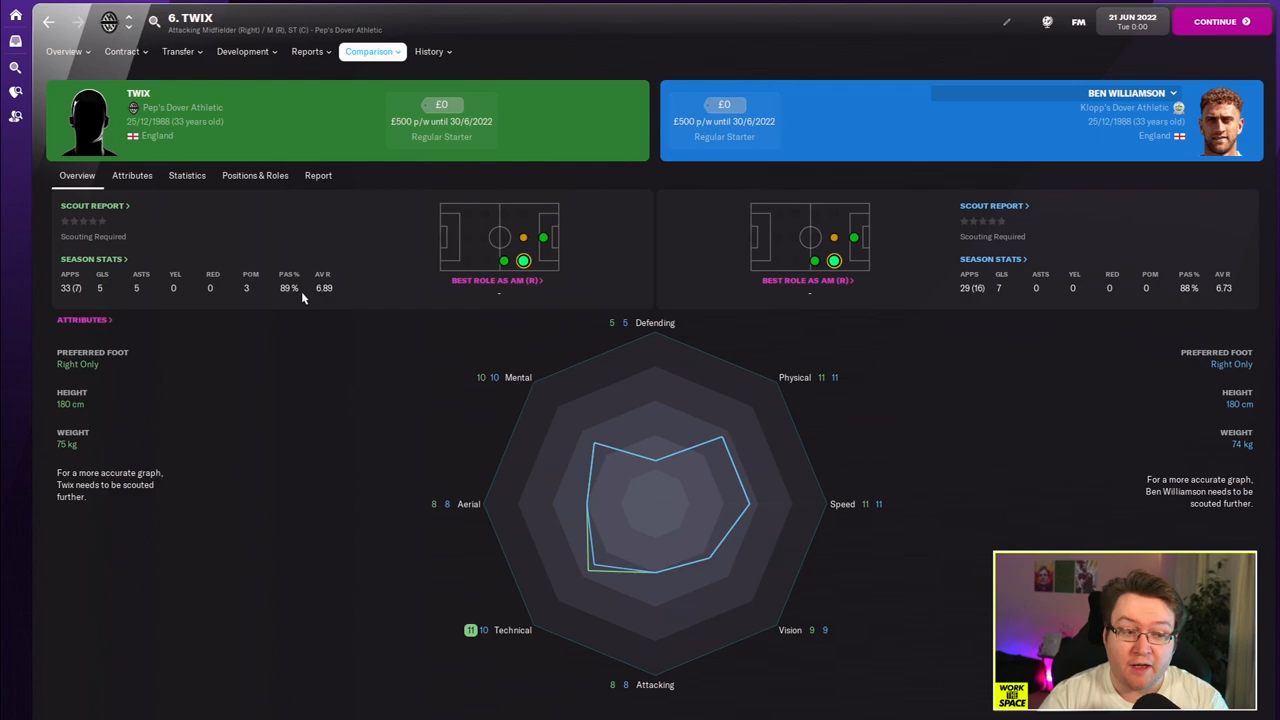 6. TWIX
Attacking Midfielder (Right) / M (R), ST (C) - Pep's Dover Athletic
FM
21 JUN 2022
Tue 0:00
CONTINUE
Overview
Contract
Transfer
Development
Reports
Comparison
History
TWIX
Pep's Dover Athletic
25/12/1988 (33 years old)
England
£0
£500 p/w until 30/6/2022
Regular Starter
£0
£500 p/w until 30/6/2022
Regular Starter
BEN WILLIAMSON
Klopp's Dover Athletic
25/12/1988 (33 years old)
England
Overview Attributes Statistics Positions & Roles Report
SCOUT REPORT >
Scouting Required
SEASON STATS >
APPS GLS ASTS YEL RED POM PAS % AV R
33 (7) 5 5 0 0 3 89 % 6.89
BEST ROLE AS AM (R) >
-
BEST ROLE AS AM (R) >
-
SCOUT REPORT >
Scouting Required
SEASON STATS >
APPS GLS ASTS YEL RED POM PAS % AV R
29 (16) 7 0 0 0 0 88 % 6.73
ATTRIBUTES >
PREFERRED FOOT
Right Only
HEIGHT
180 cm
WEIGHT
75 kg
For a more accurate graph,
Twix needs to be scouted
further.
5 5 Defending
10 10 Mental
Physical 11 11
8 8 Aerial
Speed 11 11
11 10 Technical
Vision 9 9
8 8 Attacking
PREFERRED FOOT
Right Only
HEIGHT
180 cm
WEIGHT
74 kg
For a more accurate graph,
Ben Williamson needs to be
scouted further.
WORK
THE
SPACE